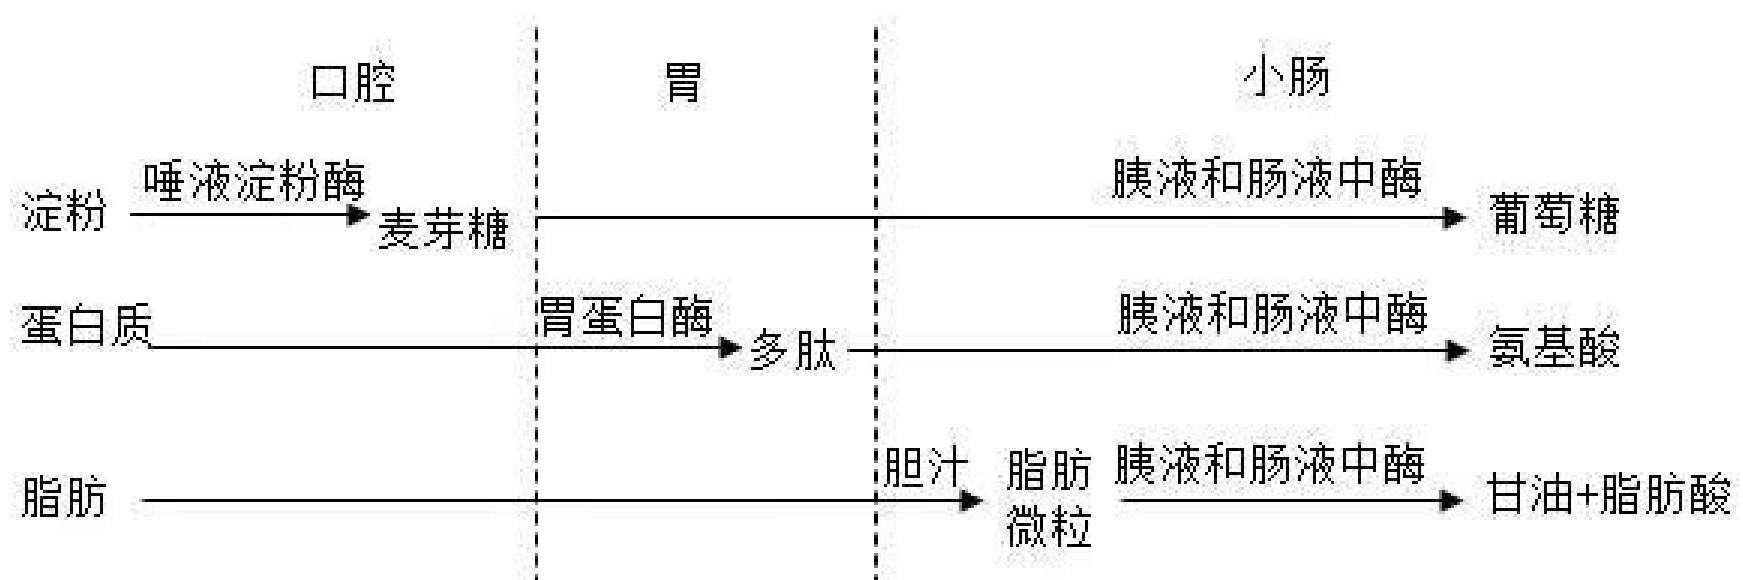 口腔 胃 小肠
唾液淀粉酶 胰液和肠液中酶
淀粉 麦芽糖 葡萄糖
胃蛋白酶 胰液和肠液中酶
蛋白质 多肽 氨基酸
胆汁 脂肪 胰液和肠液中酶
脂肪 微粒 甘油+脂肪酸